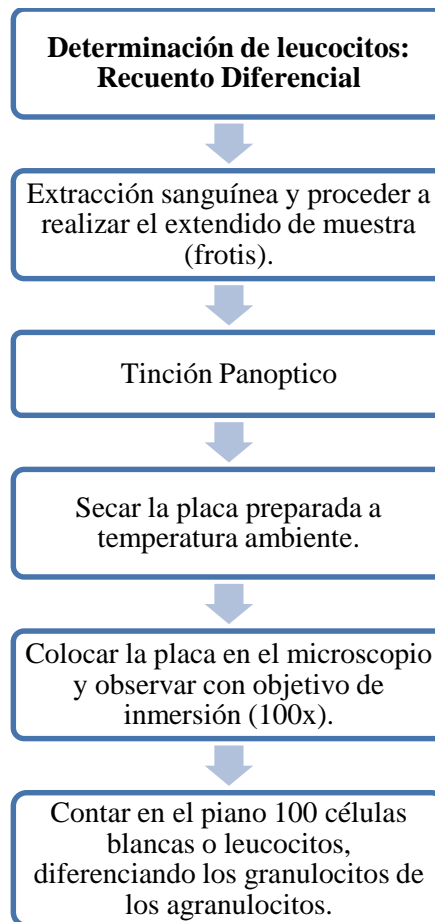 Determinación de leucocitos:
Recuento Diferencial
Extracción sanguínea y proceder a
realizar el extendido de muestra
(frotis).
Tinción Panoptico
Secar la placa preparada a
temperatura ambiente.
Colocar la placa en el microscopio
y observar con objetivo de
inmersión (100x).
Contar en el piano 100 células
blancas o leucocitos,
diferenciando los granulocitos de
los agranulocitos.